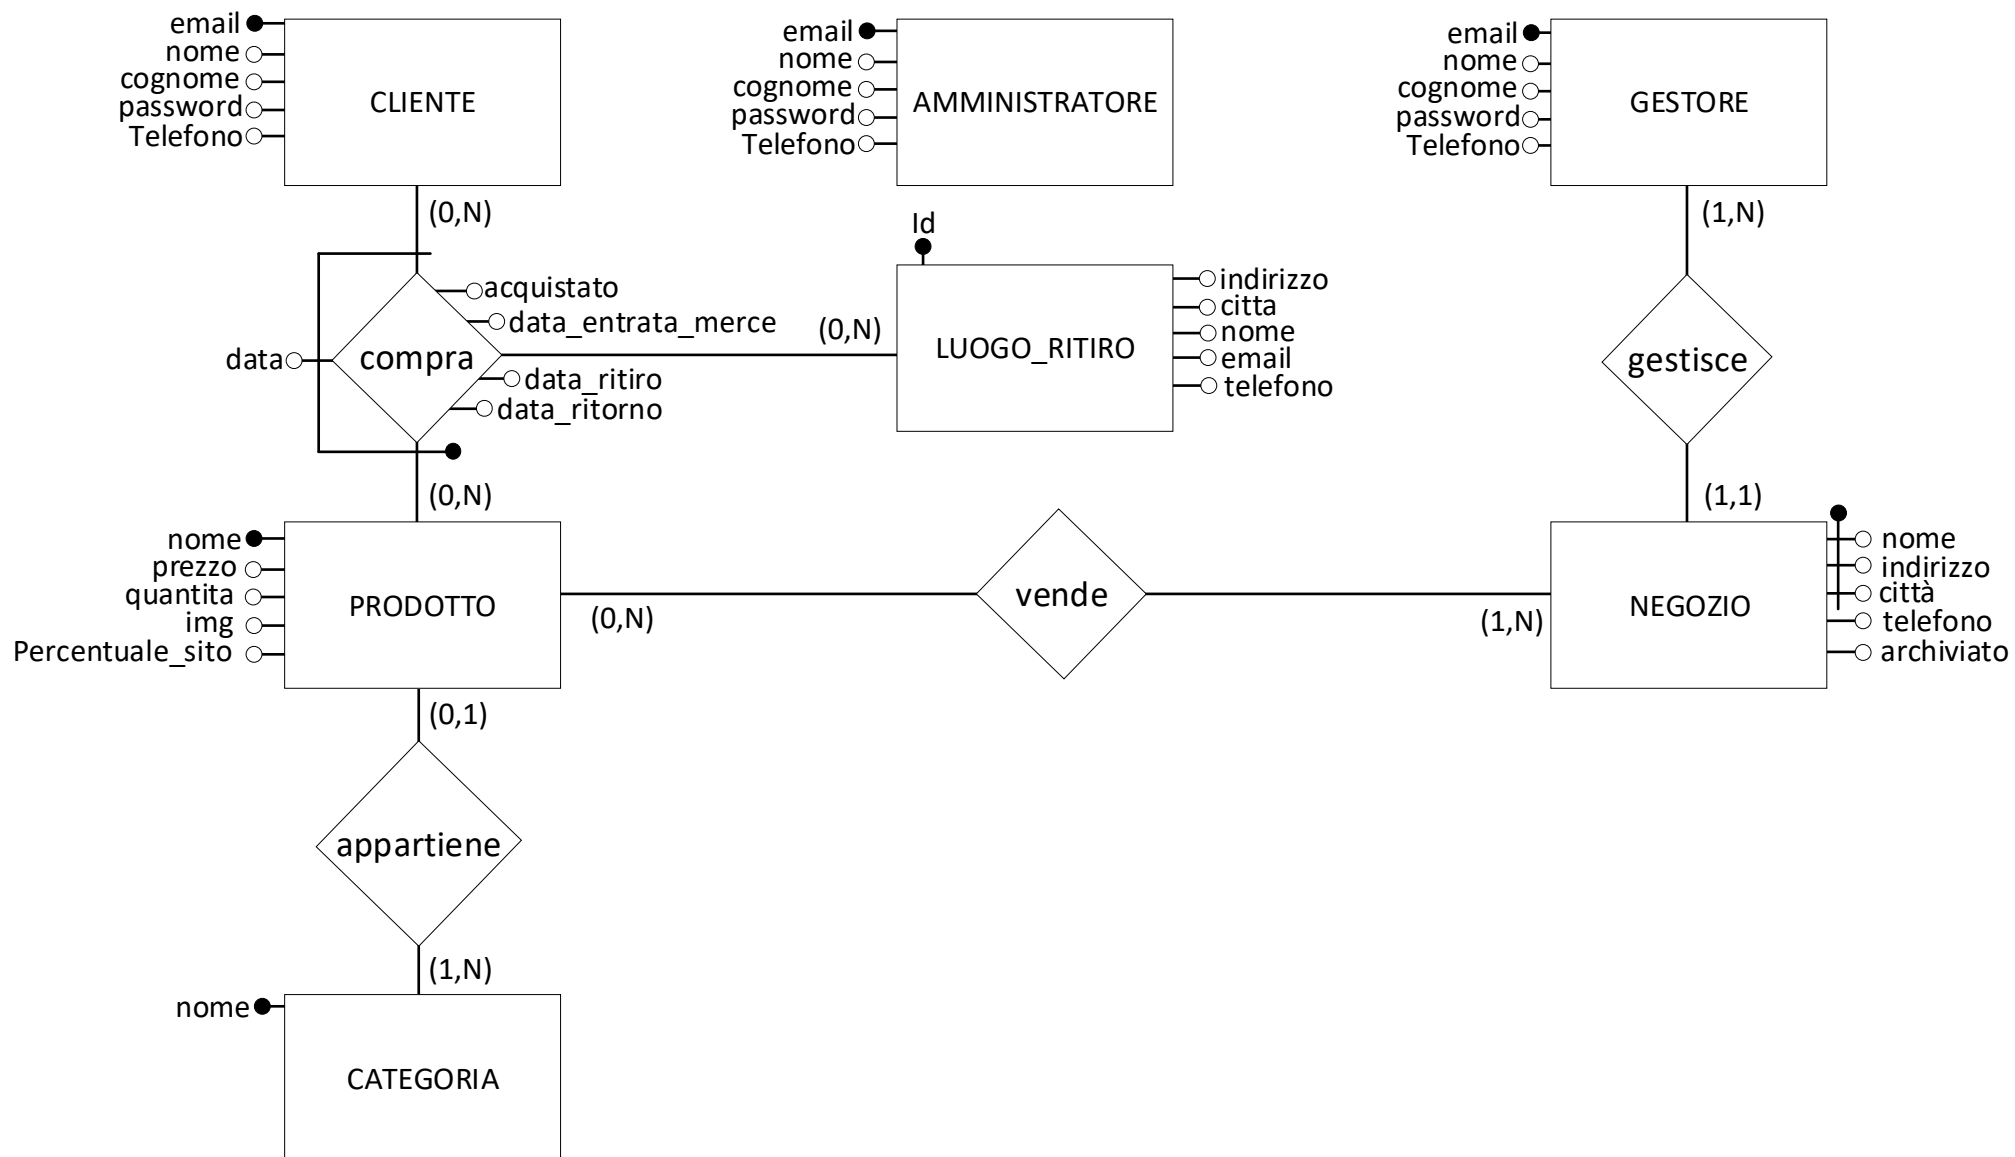 email
nome
cognome
password
Telefono
CLIENTE
email
nome
cognome
password
Telefono
AMMINISTRATORE
email
nome
cognome
password
Telefono
GESTORE
(0,N)
(1,N)
Id
acquistato
data_entrata_merce
data
compra
data_ritiro
data_ritorno
(0,N)
LUOGO_RITIRO
indirizzo
citta
nome
email
telefono
gestisce
(0,N)
(1,1)
nome
prezzo
quantita
img
Percentuale_sito
PRODOTTO
(0,N)
vende
(1,N)
NEGOZIO
nome
indirizzo
città
telefono
archiviato
(0,1)
appartiene
(1,N)
nome
CATEGORIA